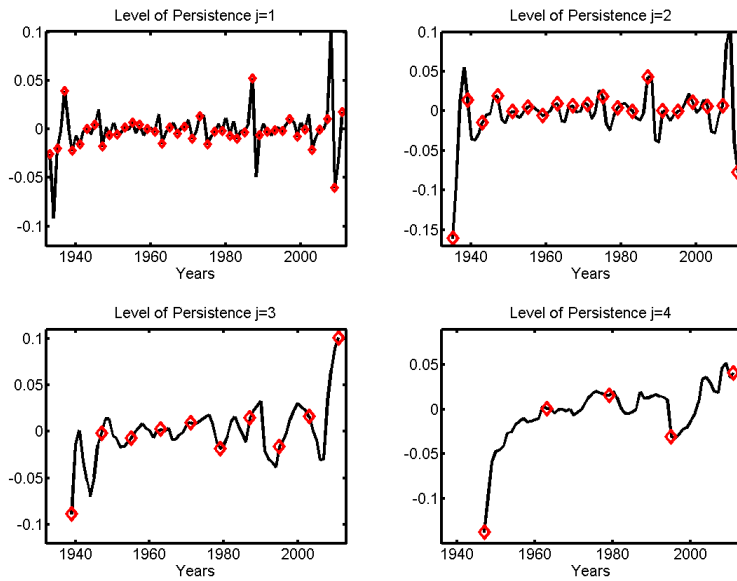 Level of Persistence j=1
0.1
0.05
0
-0.05
-0.1
1940 1960 1980 2000
Years
Level of Persistence j=2
0.1
0.05
0
-0.05
-0.1
-0.15
1940 1960 1980 2000
Years
Level of Persistence j=3
0.1
0.05
0
-0.05
-0.1
1940 1960 1980 2000
Years
Level of Persistence j=4
0.05
0
-0.05
-0.1
1940 1960 1980 2000
Years